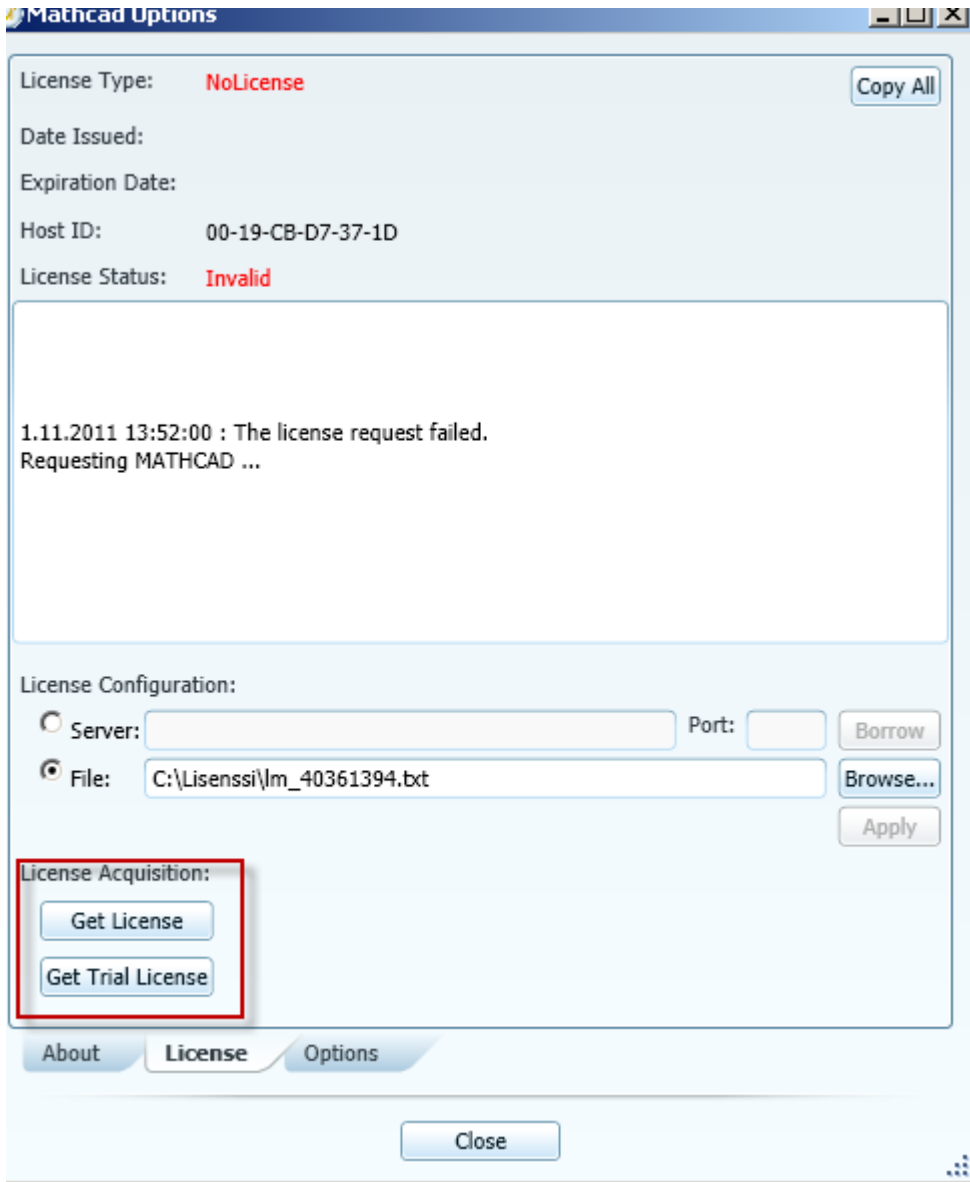 Mathcad Options
License Type: NoLicense Copy All
Date Issued:
Expiration Date:
Host ID: 00-19-CB-D7-37-1D
License Status: Invalid
1.11.2011 13:52:00 : The license request failed.
Requesting MATHCAD ...
License Configuration:
Server: Port: Borrow
File: C:\Lisenssi\lm_40361394.txt Browse...
Apply
License Acquisition:
Get License
Get Trial License
About License Options
Close